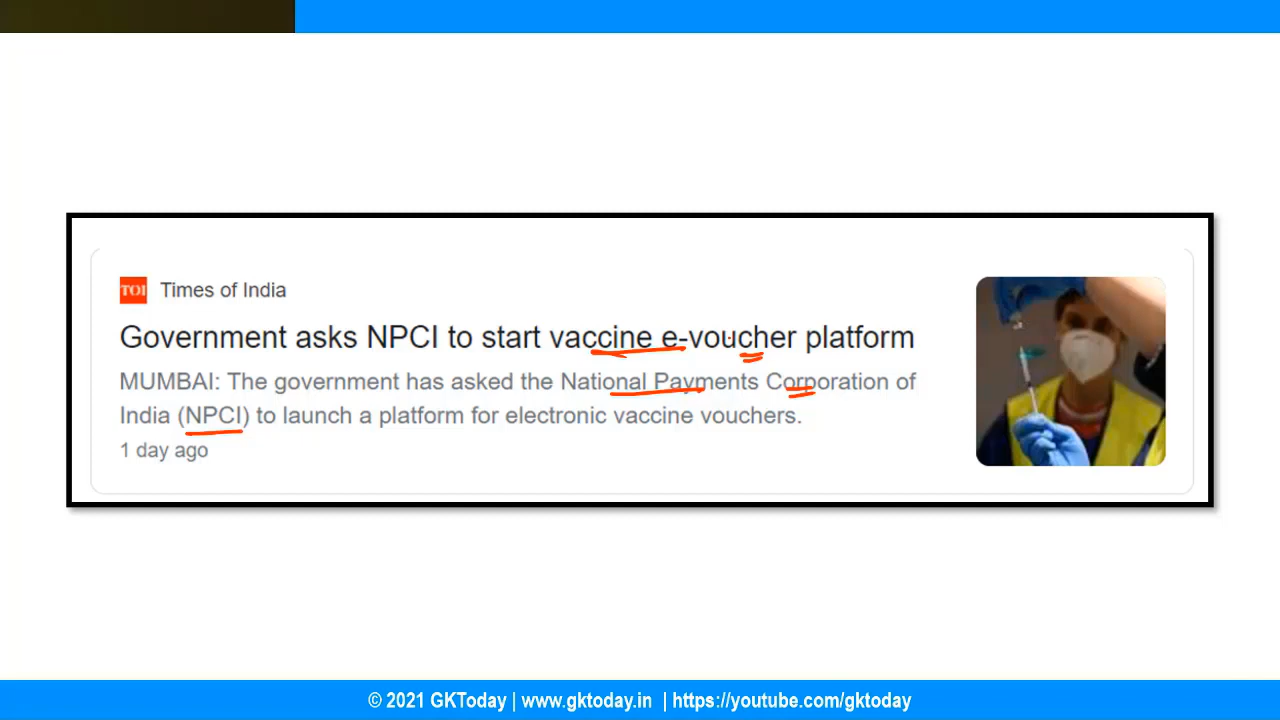 TOI Times of India
Government asks NPCI to start vaccine e-voucher platform
MUMBAI: The government has asked the National Payments Corporation of
India (NPCI) to launch a platform for electronic vaccine vouchers.
1 day ago
© 2021 GKToday | www.gktoday.in | https://youtube.com/gktoday